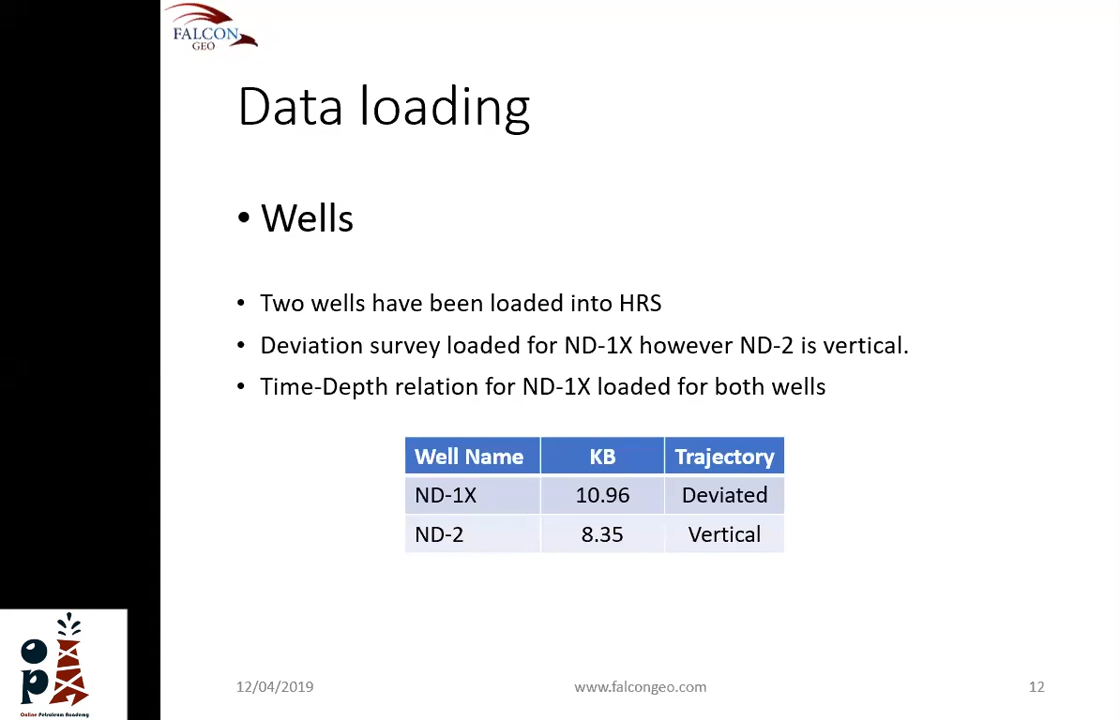 FALCON
GEO
Data loading
• Wells
• Two wells have been loaded into HRS
• Deviation survey loaded for ND-1X however ND-2 is vertical.
• Time-Depth relation for ND-1X loaded for both wells
Well Name KB Trajectory
ND-1X 10.96 Deviated
ND-2 8.35 Vertical
OPA
Online Petroleum Academy
12/04/2019 www.falcongeo.com 12